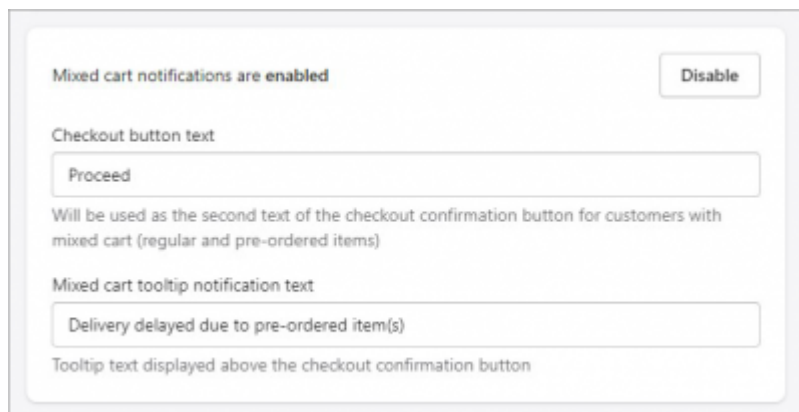 Mixed cart notifications are enabled
Disable
Checkout button text
Proceed
Will be used as the second text of the checkout confirmation button for customers with
mixed cart (regular and pre-ordered items)
Mixed cart tooltip notification text
Delivery delayed due to pre-ordered item(s)
Tooltip text displayed above the checkout confirmation button